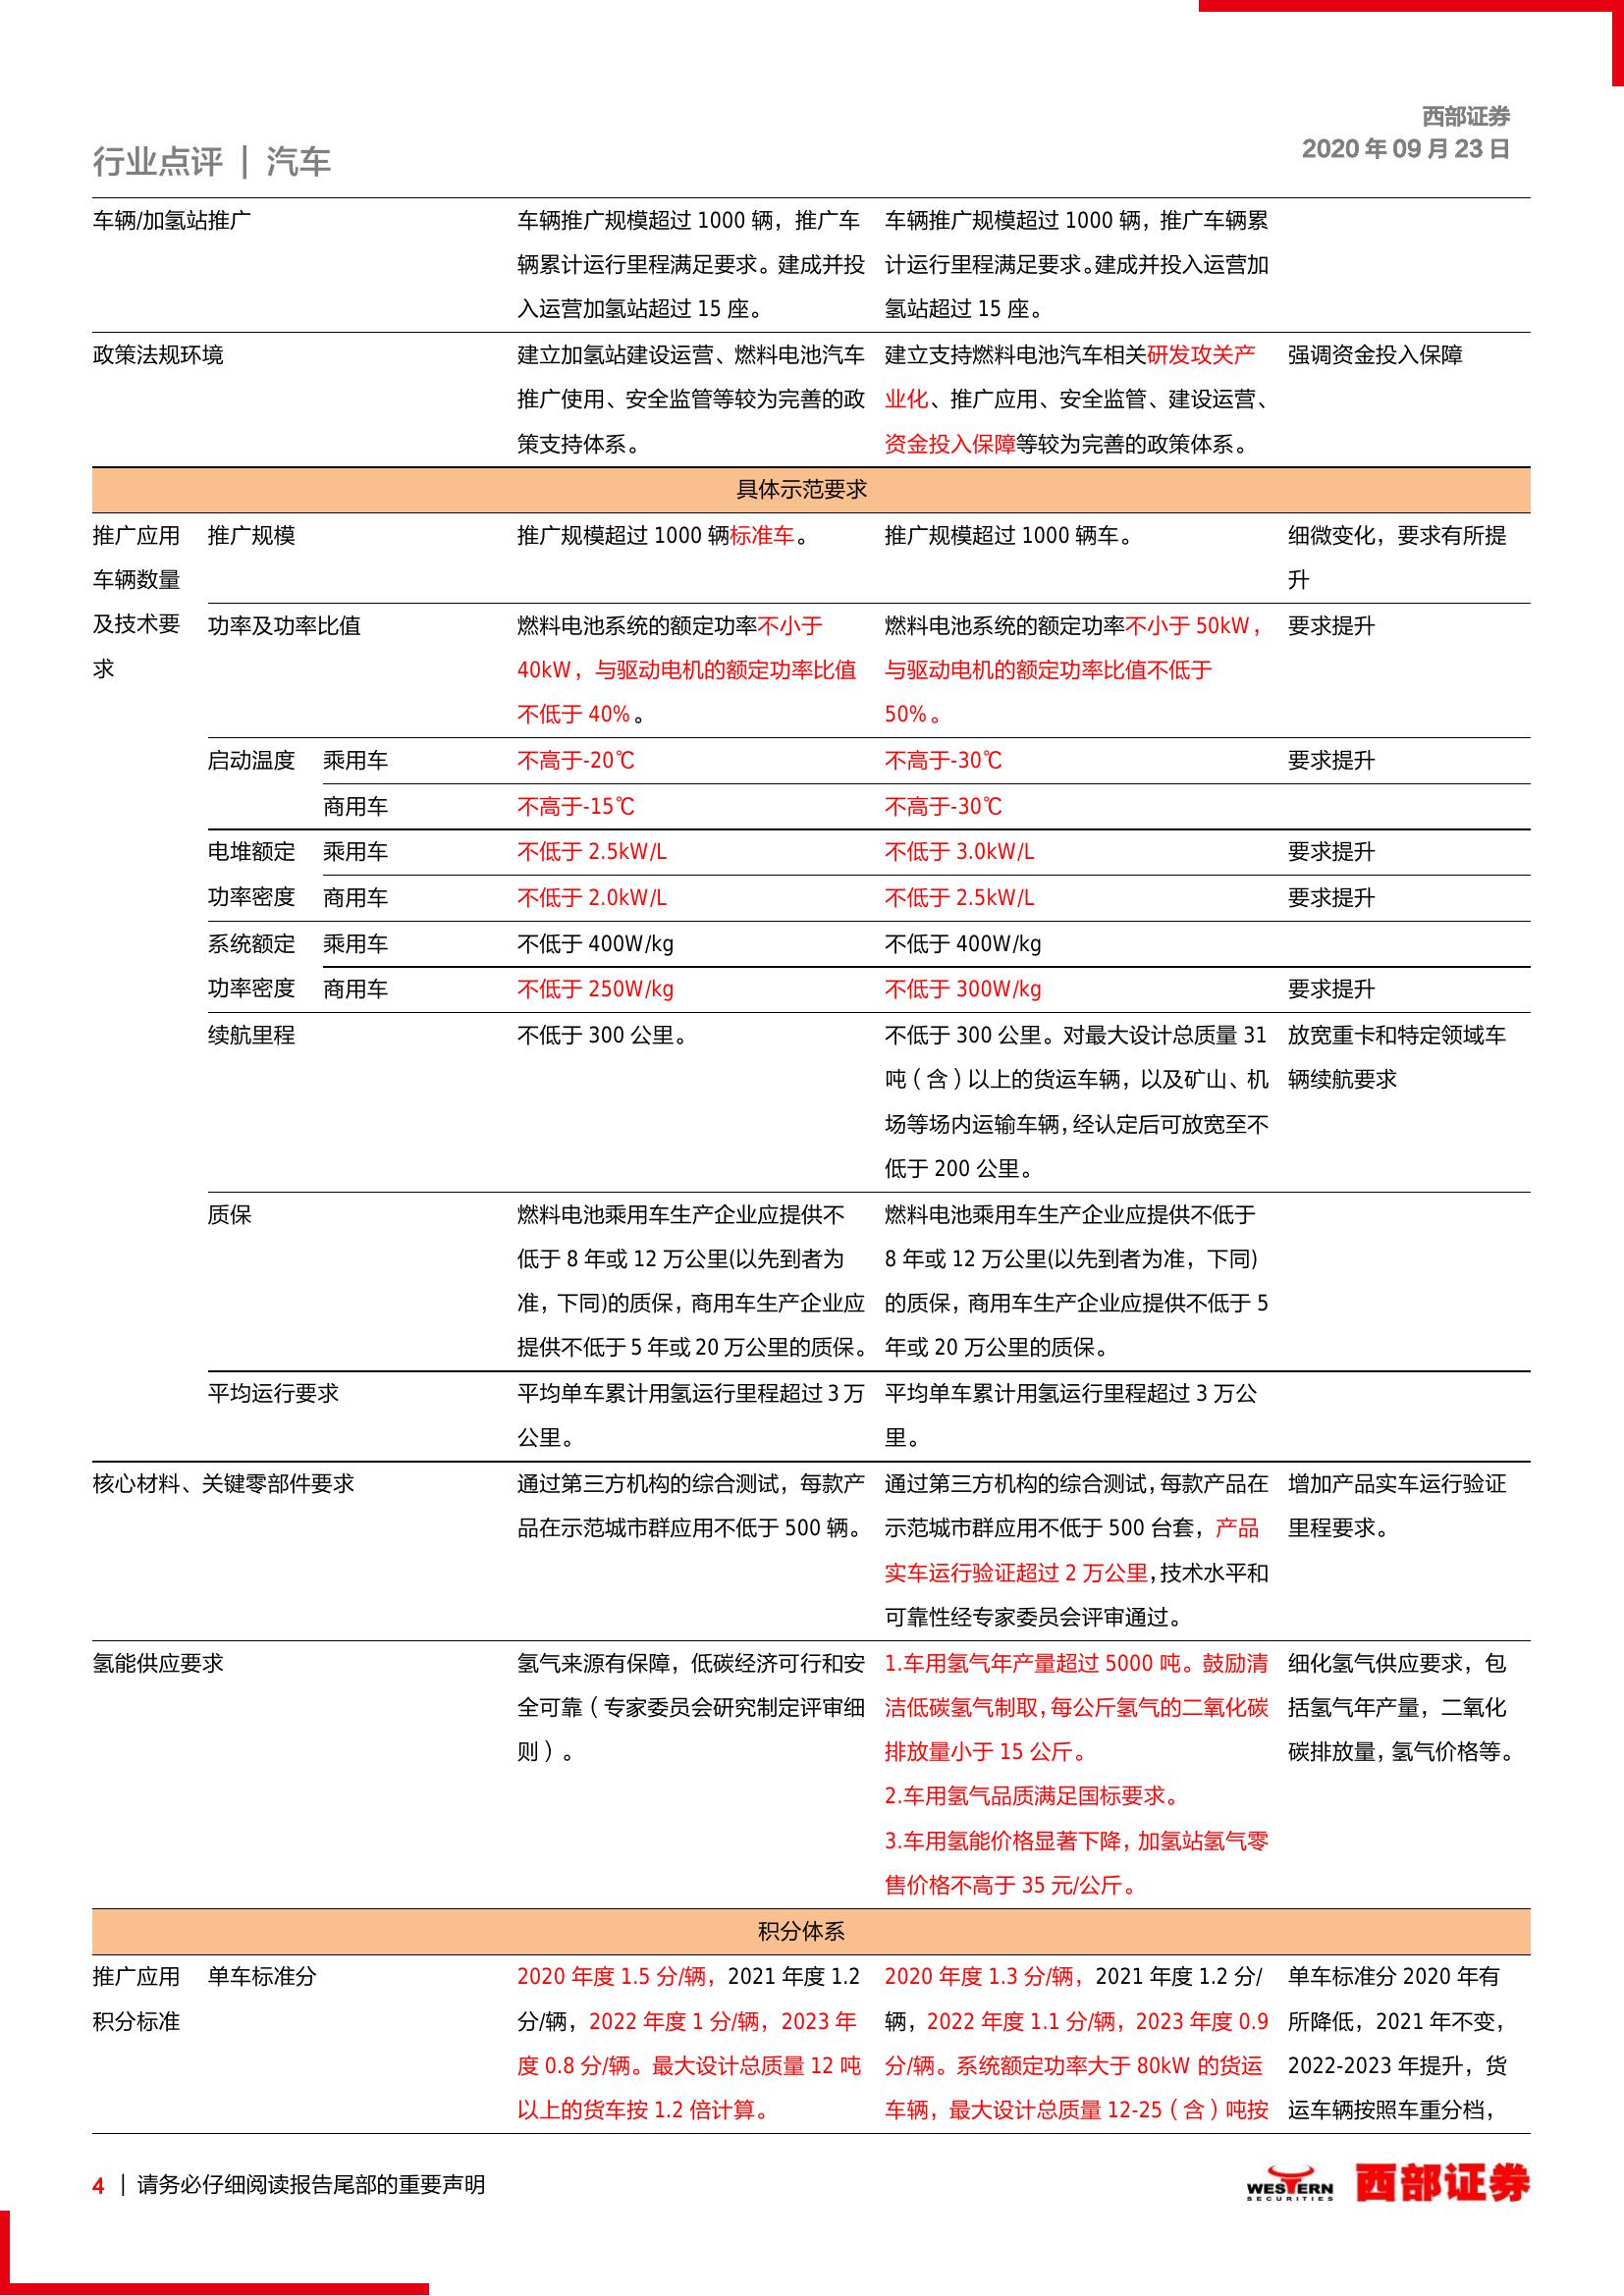 西部证券
2020 年 09 月 23 日
行业点评 | 汽车
车辆/加氢站推广
车辆推广规模超过 1000 辆，推广车
辆累计运行里程满足要求。建成并投
入运营加氢站超过 15 座。
车辆推广规模超过 1000 辆，推广车辆累
计运行里程满足要求。建成并投入运营加
氢站超过 15 座。
政策法规环境
建立加氢站建设运营、燃料电池汽车
推广使用、安全监管等较为完善的政
策支持体系。
建立支持燃料电池汽车相关研发攻关产
业化、推广应用、安全监管、建设运营、
资金投入保障等较为完善的政策体系。
强调资金投入保障
具体示范要求
推广应用
车辆数量
及技术要
求
推广规模
推广规模超过 1000 辆标准车。
推广规模超过 1000 辆车。
细微变化，要求有所提
升
功率及功率比值
燃料电池系统的额定功率不小于
40kW，与驱动电机的额定功率比值
不低于 40%。
燃料电池系统的额定功率不小于 50kW，
与驱动电机的额定功率比值不低于
50%。
要求提升
启动温度
乘用车
不高于-20℃
不高于-30℃
要求提升
商用车
不高于-15℃
不高于-30℃
电堆额定
功率密度
乘用车
不低于 2.5kW/L
不低于 3.0kW/L
要求提升
商用车
不低于 2.0kW/L
不低于 2.5kW/L
要求提升
系统额定
功率密度
乘用车
不低于 400W/kg
不低于 400W/kg
商用车
不低于 250W/kg
不低于 300W/kg
要求提升
续航里程
不低于 300 公里。
不低于 300 公里。对最大设计总质量 31
吨（含）以上的货运车辆，以及矿山、机
场等场内运输车辆，经认定后可放宽至不
低于 200 公里。
放宽重卡和特定领域车
辆续航要求
质保
燃料电池乘用车生产企业应提供不
低于 8 年或 12 万公里(以先到者为
准，下同)的质保，商用车生产企业应
提供不低于 5 年或 20 万公里的质保。
燃料电池乘用车生产企业应提供不低于
8 年或 12 万公里(以先到者为准，下同)
的质保，商用车生产企业应提供不低于 5
年或 20 万公里的质保。
平均运行要求
平均单车累计用氢运行里程超过 3 万
公里。
平均单车累计用氢运行里程超过 3 万公
里。
核心材料、关键零部件要求
通过第三方机构的综合测试，每款产
品在示范城市群应用不低于 500 辆。
通过第三方机构的综合测试，每款产品在
示范城市群应用不低于 500 台套，产品
实车运行验证超过 2 万公里，技术水平和
可靠性经专家委员会评审通过。
增加产品实车运行验证
里程要求。
氢能供应要求
氢气来源有保障，低碳经济可行和安
全可靠（专家委员会研究制定评审细
则）。
1.车用氢气年产量超过 5000 吨。鼓励清
洁低碳氢气制取，每公斤氢气的二氧化碳
排放量小于 15 公斤。
2.车用氢气品质满足国标要求。
3.车用氢能价格显著下降，加氢站氢气零
售价格不高于 35 元/公斤。
细化氢气供应要求，包
括氢气年产量，二氧化
碳排放量，氢气价格等。
积分体系
推广应用
积分标准
单车标准分
2020 年度 1.5 分/辆，2021 年度 1.2
分/辆，2022 年度 1 分/辆，2023 年
度 0.8 分/辆。最大设计总质量 12 吨
以上的货车按 1.2 倍计算。
2020 年度 1.3 分/辆，2021 年度 1.2 分/
辆，2022 年度 1.1 分/辆，2023 年度 0.9
分/辆。系统额定功率大于 80kW 的货运
车辆，最大设计总质量 12-25（含）吨按
单车标准分 2020 年有
所降低，2021 年不变，
2022-2023 年提升，货
运车辆按照车重分档，
4 | 请务必仔细阅读报告尾部的重要声明
WESTERN
SECURITIES
西部证券